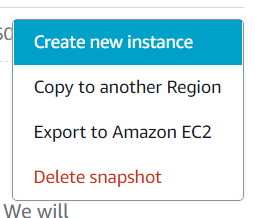 Create new instance
Copy to another Region
Export to Amazon EC2
Delete snapshot
We will